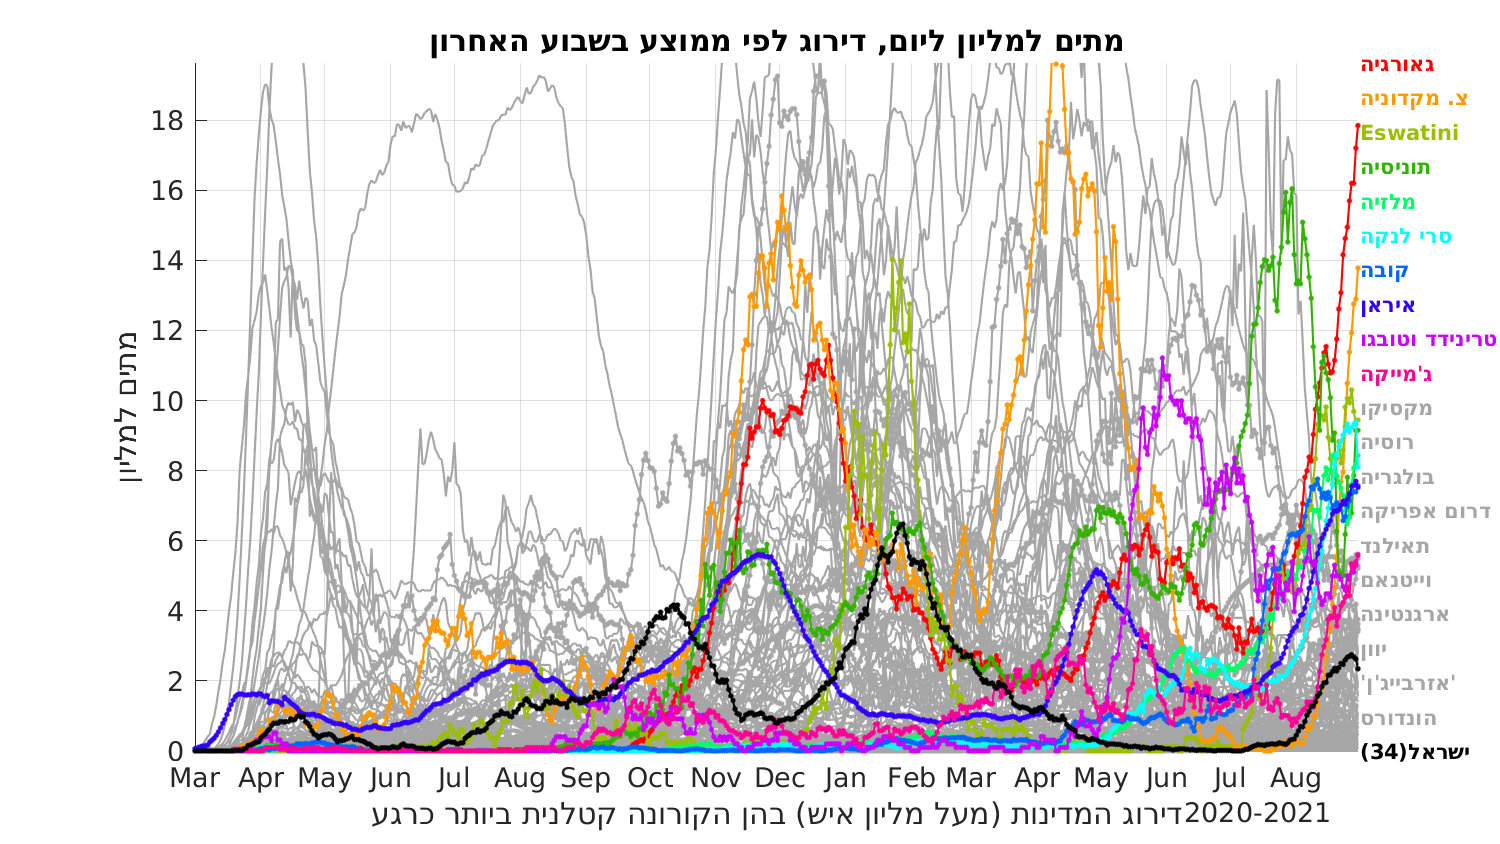 מתים למליון ליום, דירוג לפי ממוצע בשבוע האחרון
מתים למליון
18
16
14
12
10
8
6
4
2
0
Mar Apr May Jun Jul Aug Sep Oct Nov Dec Jan Feb Mar Apr May Jun Jul Aug
דירוג המדינות (מעל מליון איש) בהן הקורונה קטלנית ביותר כרגע2020-2021
גאורגיה
צ. מקדוניה
Eswatini
תוניסיה
מלזיה
סרי לנקה
קובה
איראן
טרינידד וטובגו
ג'מייקה
מקסיקו
רוסיה
בולגריה
דרום אפריקה
תאילנד
וייטנאם
ארגנטינה
יוון
אזרבייג'ן'
הונדורס
ישראל(34)